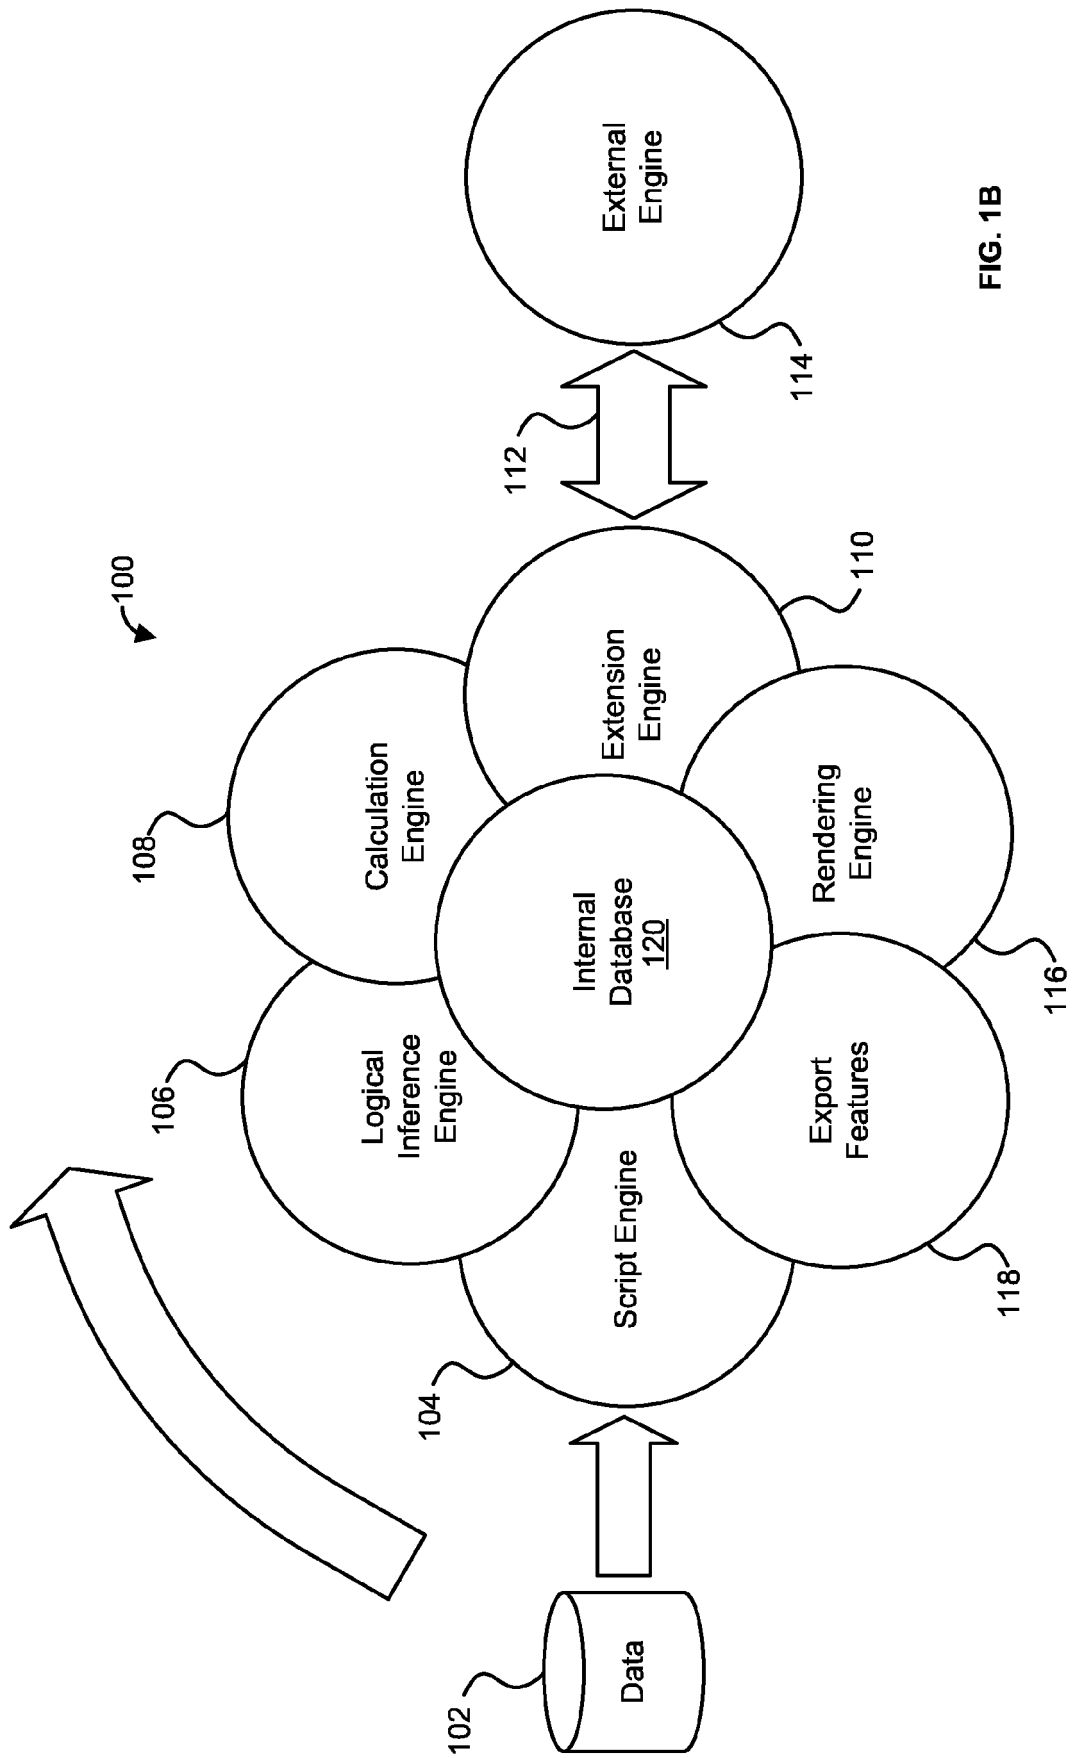 100
108
106
112
Calculation
Engine
Logical
Inference
Engine
104
102
Data
Script Engine
Internal
Database
120
Extension
Engine
External
Engine
114
110
Export
Features
Rendering
Engine
118
116
FIG. 1B